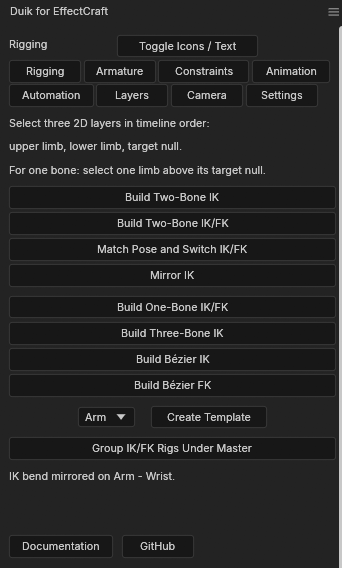 Duik for EffectCraft
Rigging
Toggle Icons / Text
Rigging
Armature
Constraints
Animation
Automation
Layers
Camera
Settings
Select three 2D layers in timeline order:
upper limb, lower limb, target null.
For one bone: select one limb above its target null.
Build Two-Bone IK
Build Two-Bone IK/FK
Match Pose and Switch IK/FK
Mirror IK
Build One-Bone IK/FK
Build Three-Bone IK
Build Bézier IK
Build Bézier FK
Arm
Create Template
Group IK/FK Rigs Under Master
IK bend mirrored on Arm - Wrist.
Documentation
GitHub